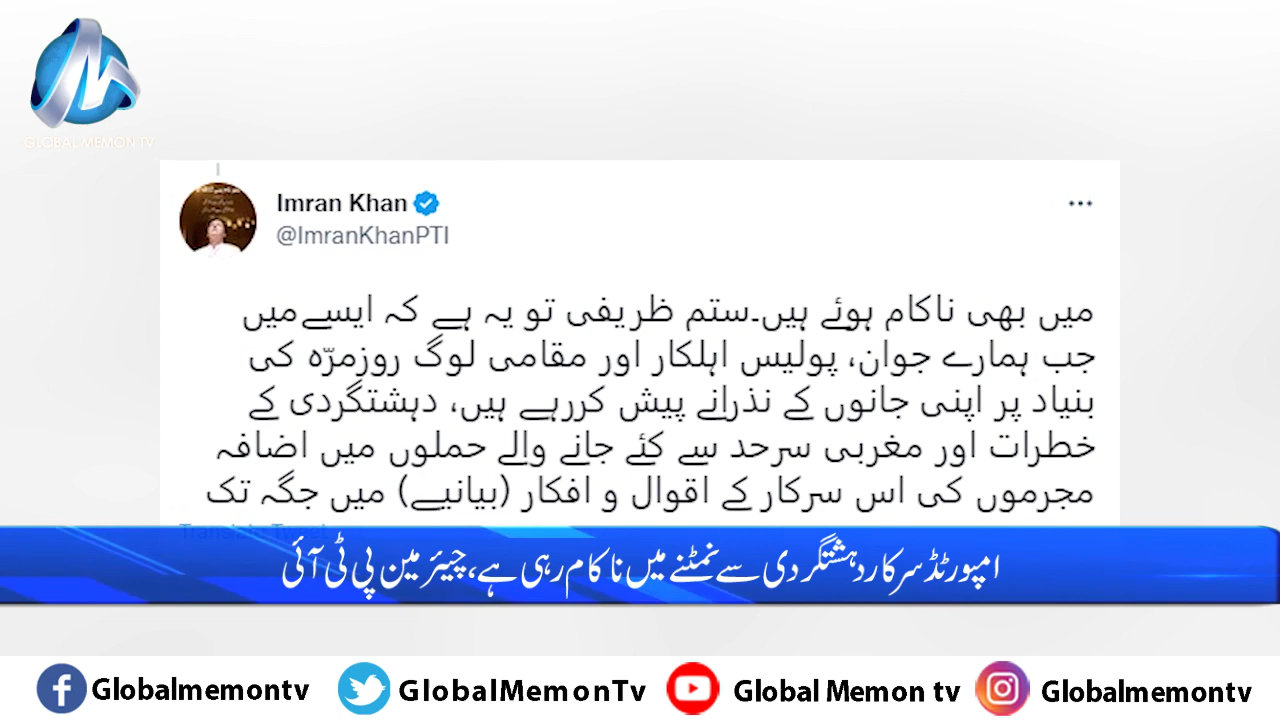 GLOBAL MEMON TV
Imran Khan
@ImranKhanPTI
میں بھی ناکام ہوئے ہیں۔ستم ظریفی تو یہ ہے کہ ایسےمیں
جب ہمارے جوان، پولیس اہلکار اور مقامی لوگ روزمرّہ کی
بنیاد پر اپنی جانوں کے نذرانے پیش کررہے ہیں، دہشتگردی کے
خطرات اور مغربی سرحد سے کئے جانے والے حملوں میں اضافہ
مجرموں کی اس سرکار کے اقوال و افکار (بیانیے) میں جگہ تک
Translate Tweet
امپورٹڈ سرکار دہشتگردی سے نمٹنے میں ناکام رہی ہے، چیئرمین پی ٹی آئی
Globalmemontv
GlobalMemonTv
Global Memon tv
Globalmemontv